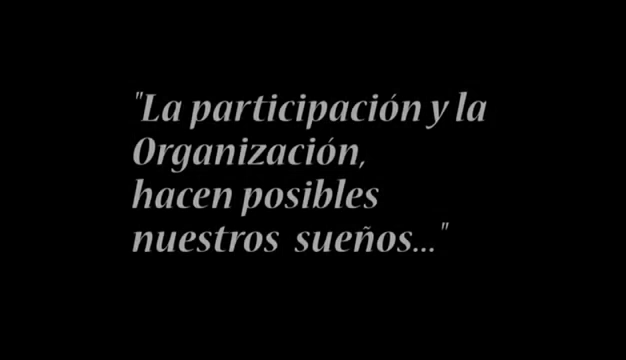 "La participación y la
Organización,
hacen posibles
nuestros sueños..."